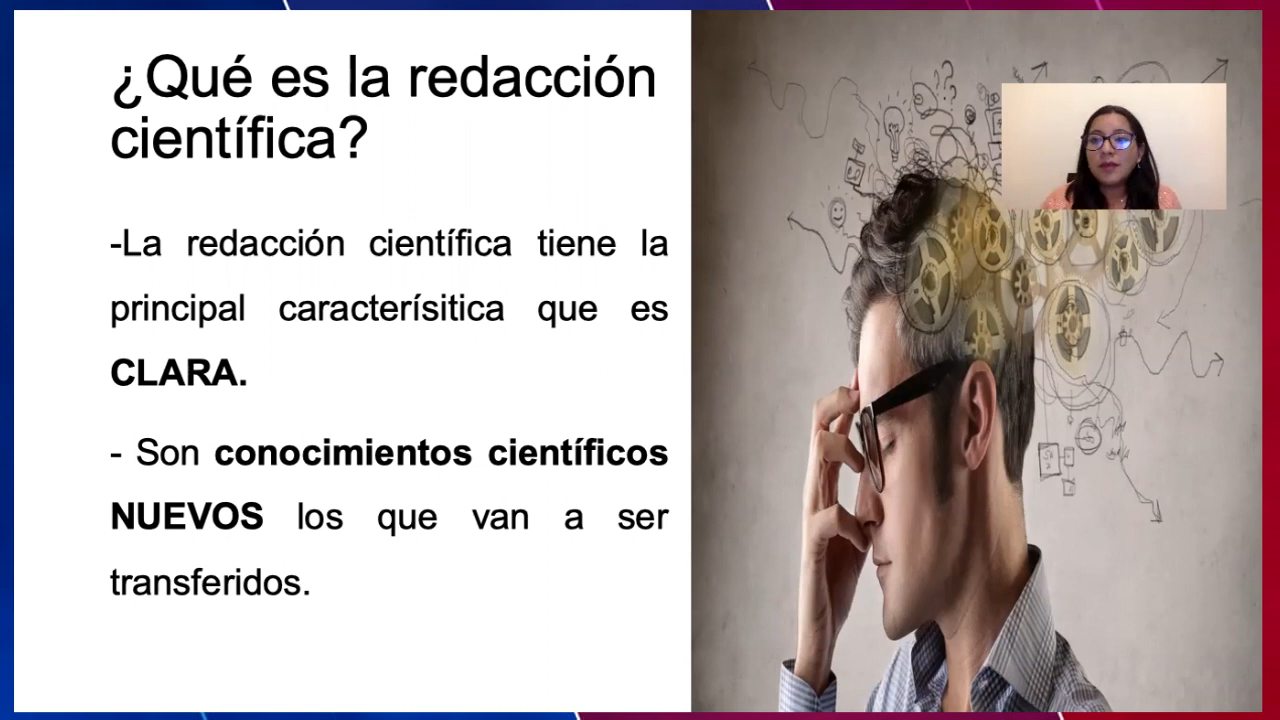 ¿Qué es la redacción
científica?
-La redacción científica tiene la
principal caracterísitica que es
CLARA.
- Son conocimientos científicos
NUEVOS los que van a ser
transferidos.